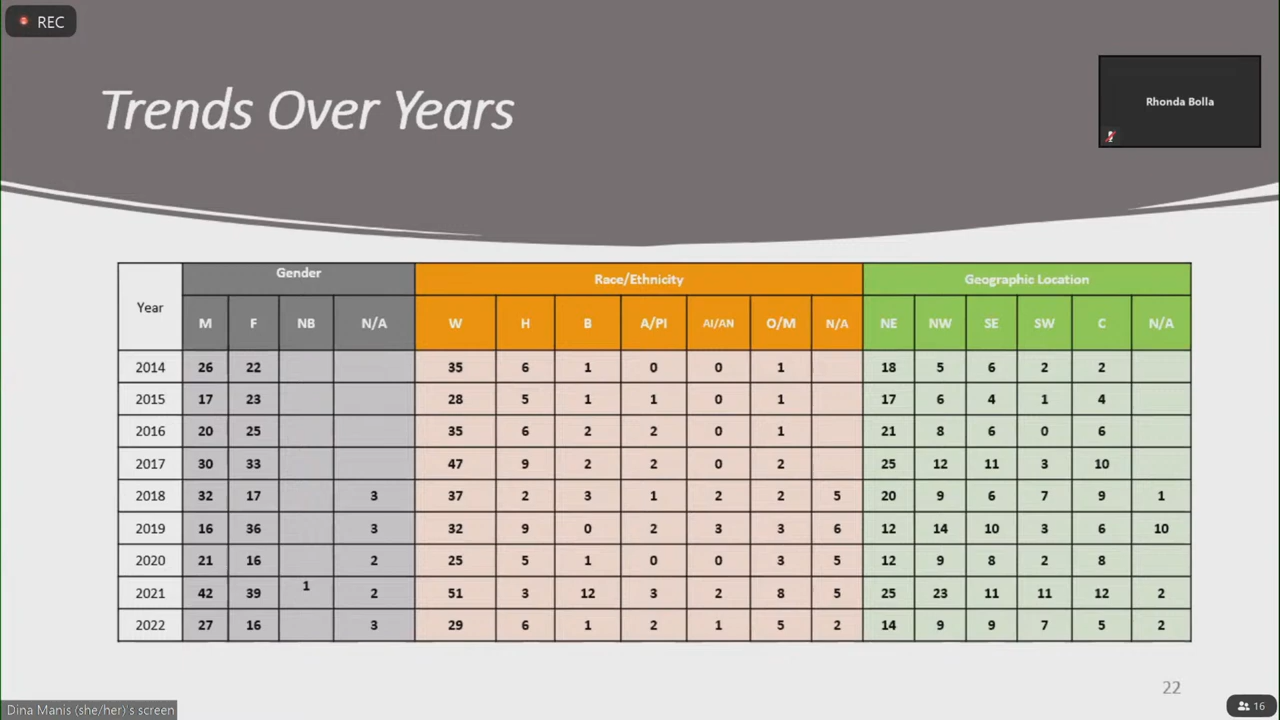 REC
Trends Over Years
Rhonda Bolla
Year Gender Race/Ethnicity Geographic Location
M F NB N/A W H B A/PI AI/AN O/M N/A NE NW SE SW C N/A
2014 26 22 35 6 1 0 0 1 18 5 6 2 2
2015 17 23 28 5 1 1 0 1 17 6 4 1 4
2016 20 25 35 6 2 2 0 1 21 8 6 0 6
2017 30 33 47 9 2 2 0 2 25 12 11 3 10
2018 32 17 3 37 2 3 1 2 2 5 20 9 6 7 9 1
2019 16 36 3 32 9 0 2 3 3 6 12 14 10 3 6 10
2020 21 16 2 25 5 1 0 0 3 5 12 9 8 2 8
2021 42 39 1 2 51 3 12 3 2 8 5 25 23 11 11 12 2
2022 27 16 3 29 6 1 2 1 5 2 14 9 9 7 5 2
22
Dina Manis (she/her)'s screen
16